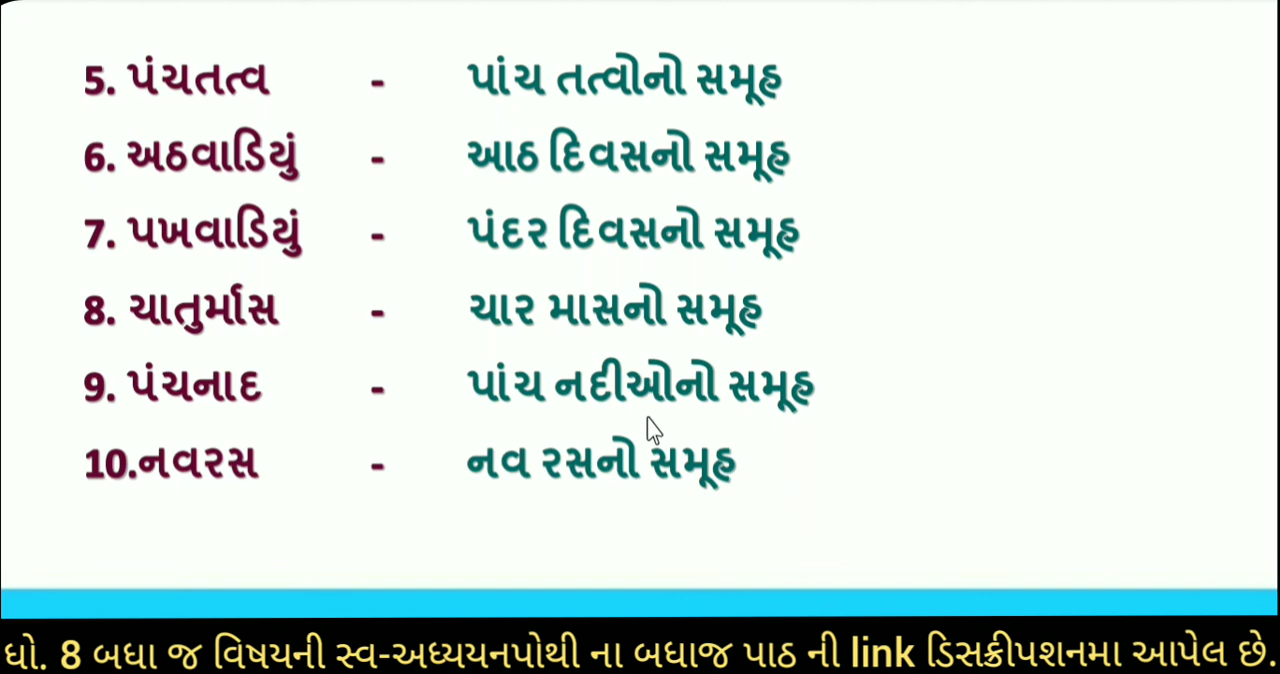 5. પંચતત્વ - પાંચ તત્વોનો સમૂહ
6. અઠવાડિયું - આઠ દિવસનો સમૂહ
7. પખવાડિયું - પંદર દિવસનો સમૂહ
8. ચાતુર્માસ - ચાર માસનો સમૂહ
9. પંચનાદ - પાંચ નદીઓનો સમૂહ
10.નવરસ - નવ રસનો સમૂહ
ધો. 8 બધા જ વિષયની સ્વ-અધ્યયનપોથી ના બધાજ પાઠ ની link ડિસક્રીપશનમા આપેલ છે.